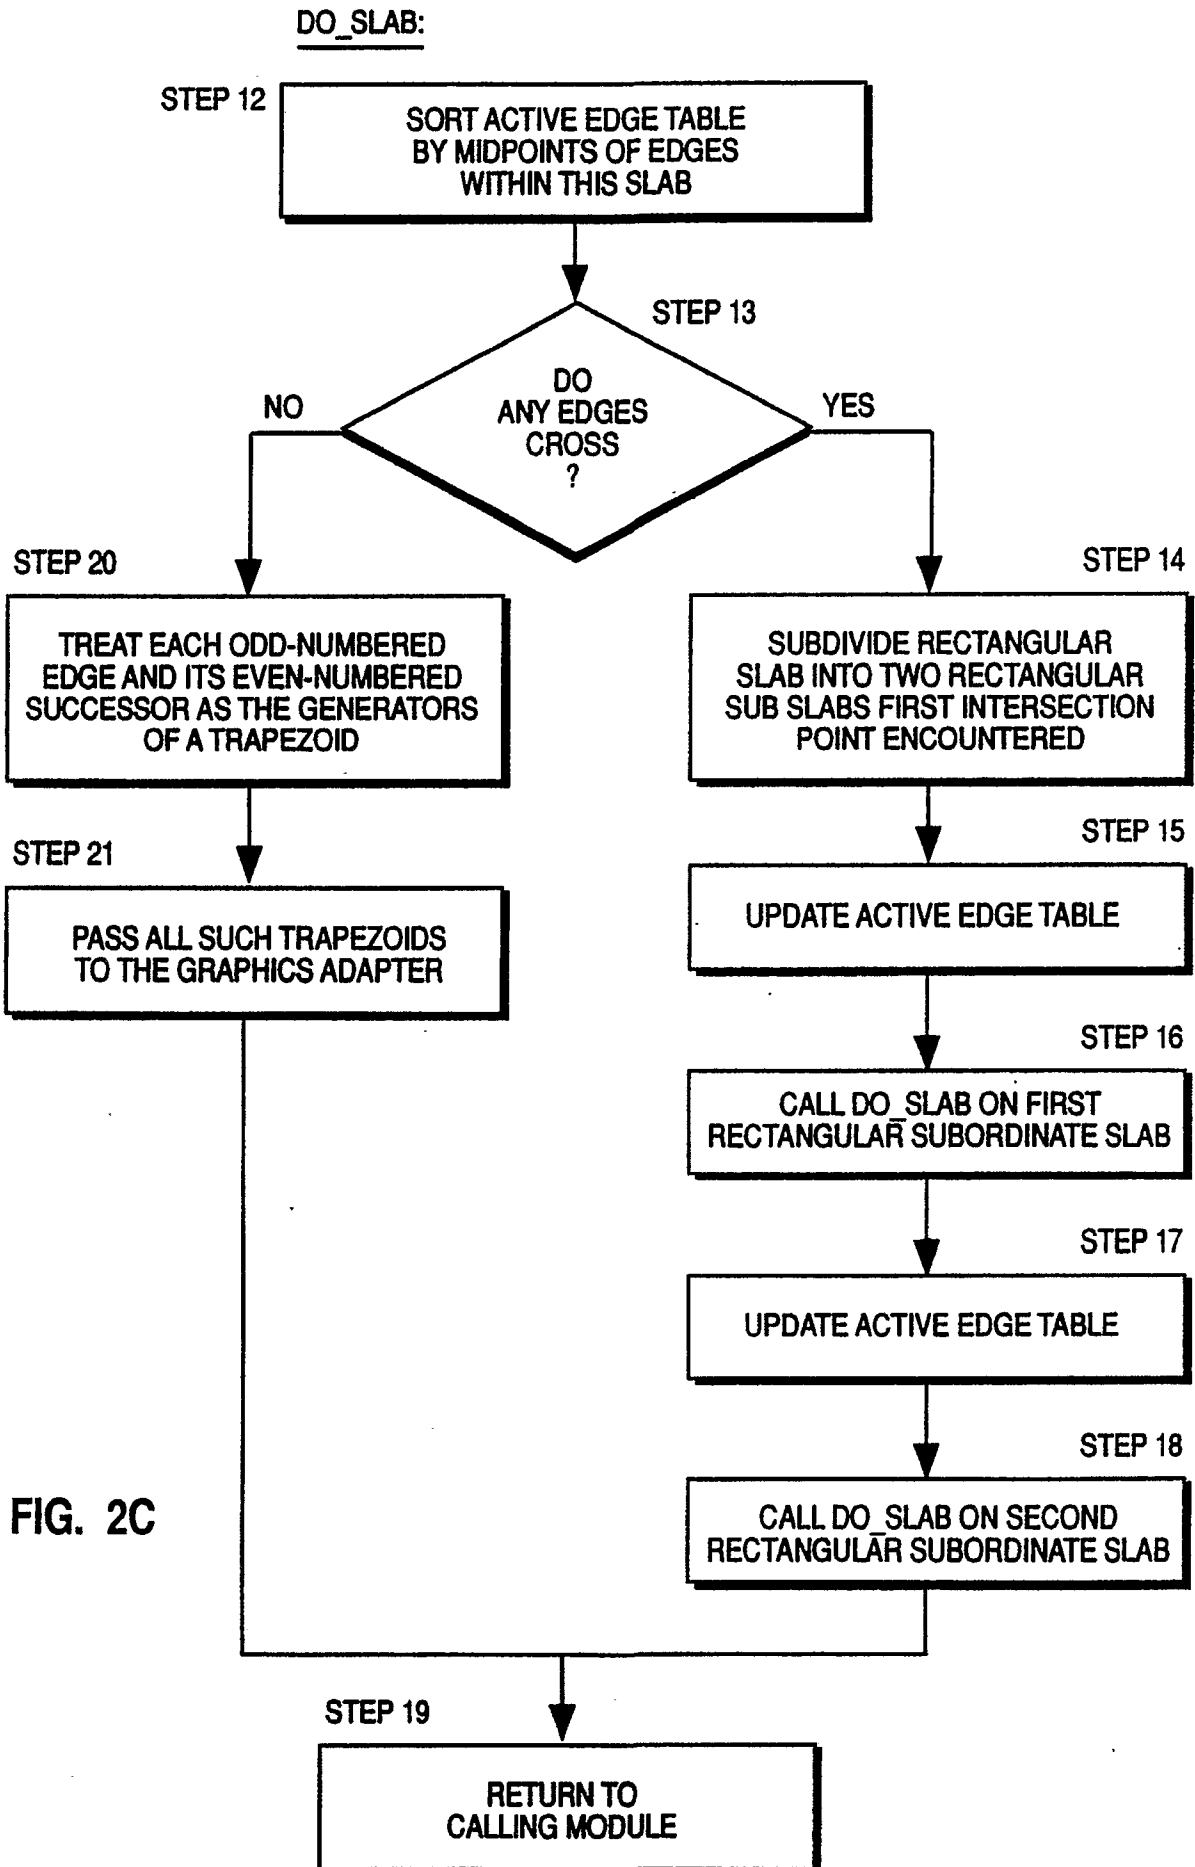 DO_SLAB:
STEP 12
SORT ACTIVE EDGE TABLE
BY MIDPOINTS OF EDGES
WITHIN THIS SLAB
STEP 13
DO
ANY EDGES
CROSS
?
NO
YES
STEP 20
TREAT EACH ODD-NUMBERED
EDGE AND ITS EVEN-NUMBERED
SUCCESSOR AS THE GENERATORS
OF A TRAPEZOID
STEP 21
PASS ALL SUCH TRAPEZOIDS
TO THE GRAPHICS ADAPTER
STEP 14
SUBDIVIDE RECTANGULAR
SLAB INTO TWO RECTANGULAR
SUB SLABS FIRST INTERSECTION
POINT ENCOUNTERED
STEP 15
UPDATE ACTIVE EDGE TABLE
STEP 16
CALL DO_SLAB ON FIRST
RECTANGULAR SUBORDINATE SLAB
STEP 17
UPDATE ACTIVE EDGE TABLE
STEP 18
CALL DO_SLAB ON SECOND
RECTANGULAR SUBORDINATE SLAB
FIG. 2C
STEP 19
RETURN TO
CALLING MODULE